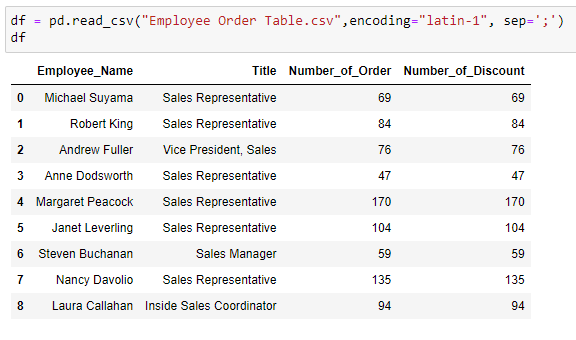 df = pd.read_csv("Employee Order Table.csv",encoding="latin-1", sep=';')
df
Employee_Name Title Number_of_Order Number_of_Discount
0 Michael Suyama Sales Representative 69 69
1 Robert King Sales Representative 84 84
2 Andrew Fuller Vice President, Sales 76 76
3 Anne Dodsworth Sales Representative 47 47
4 Margaret Peacock Sales Representative 170 170
5 Janet Leverling Sales Representative 104 104
6 Steven Buchanan Sales Manager 59 59
7 Nancy Davolio Sales Representative 135 135
8 Laura Callahan Inside Sales Coordinator 94 94